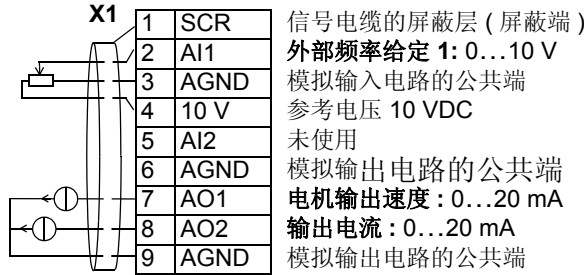 X1
1 SCR 信号电缆的屏蔽层 ( 屏蔽端 )
2 AI1 外部频率给定 1: 0…10 V
3 AGND 模拟输入电路的公共端
4 10 V 参考电压 10 VDC
5 AI2 未使用
6 AGND 模拟输出电路的公共端
7 AO1 电机输出速度 : 0…20 mA
8 AO2 输出电流 : 0…20 mA
9 AGND 模拟输出电路的公共端